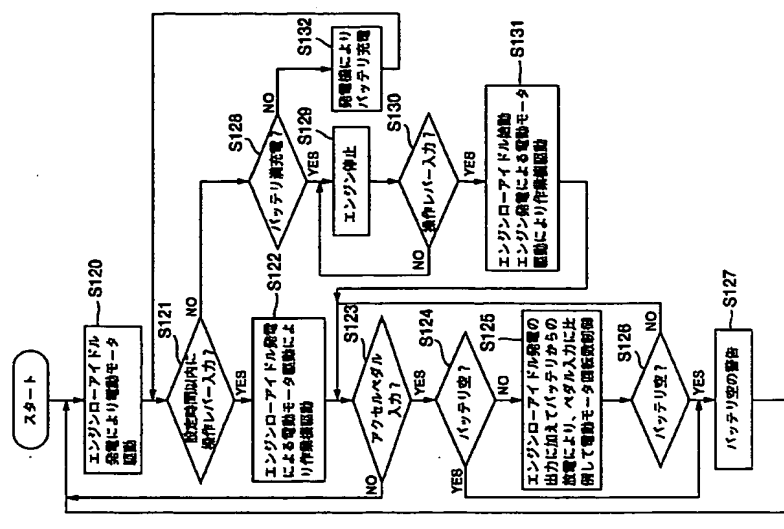 スタート
S120
エンジンローアイドル
発電により電動モータ
駆動
S121
設定時間以内に
操作レバー入力？
NO
YES
S122
エンジンローアイドル発電
による電動モータ駆動によ
り作業機駆動
S123
アクセルペダル
入力？
NO
YES
S124
バッテリ空？
YES
NO
S125
エンジンローアイドル発電の
出力に加えてバッテリからの
放電により、ペダル入力に比
例して電動モータ回転数制御
S126
バッテリ空？
NO
YES
S127
バッテリ空の警告
S128
バッテリ満充電？
NO
YES
S129
エンジン停止
S130
操作レバー入力？
NO
YES
S131
エンジンローアイドル始動
エンジン発電による電動モータ
駆動により作業機駆動
S132
発電機により
バッテリ充電